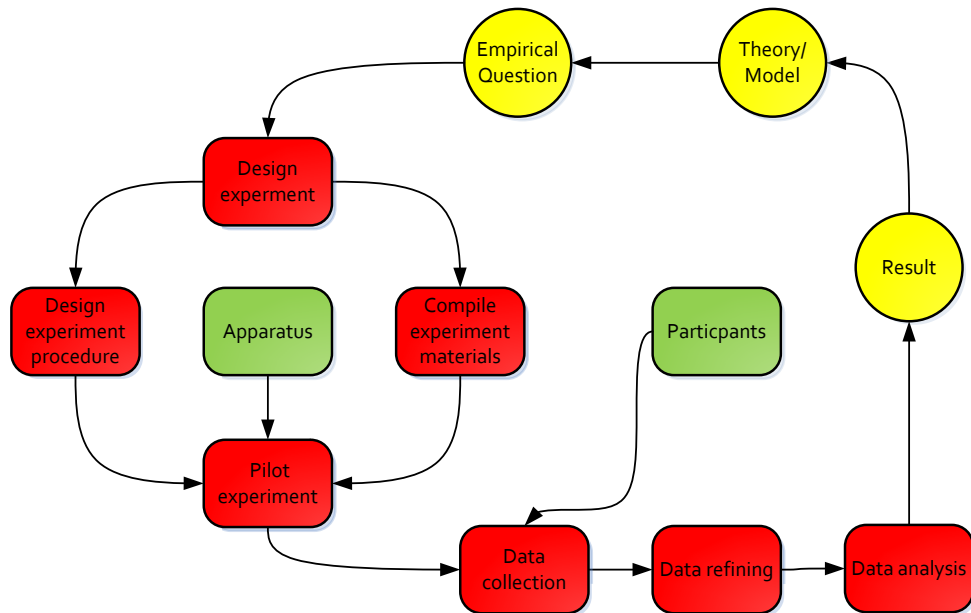 Empirical
Question
Theory/
Model
Design
experment
Result
Design
experiment
procedure
Apparatus
Compile
experiment
materials
Particpants
Pilot
experiment
Data
collection
Data refining
Data analysis